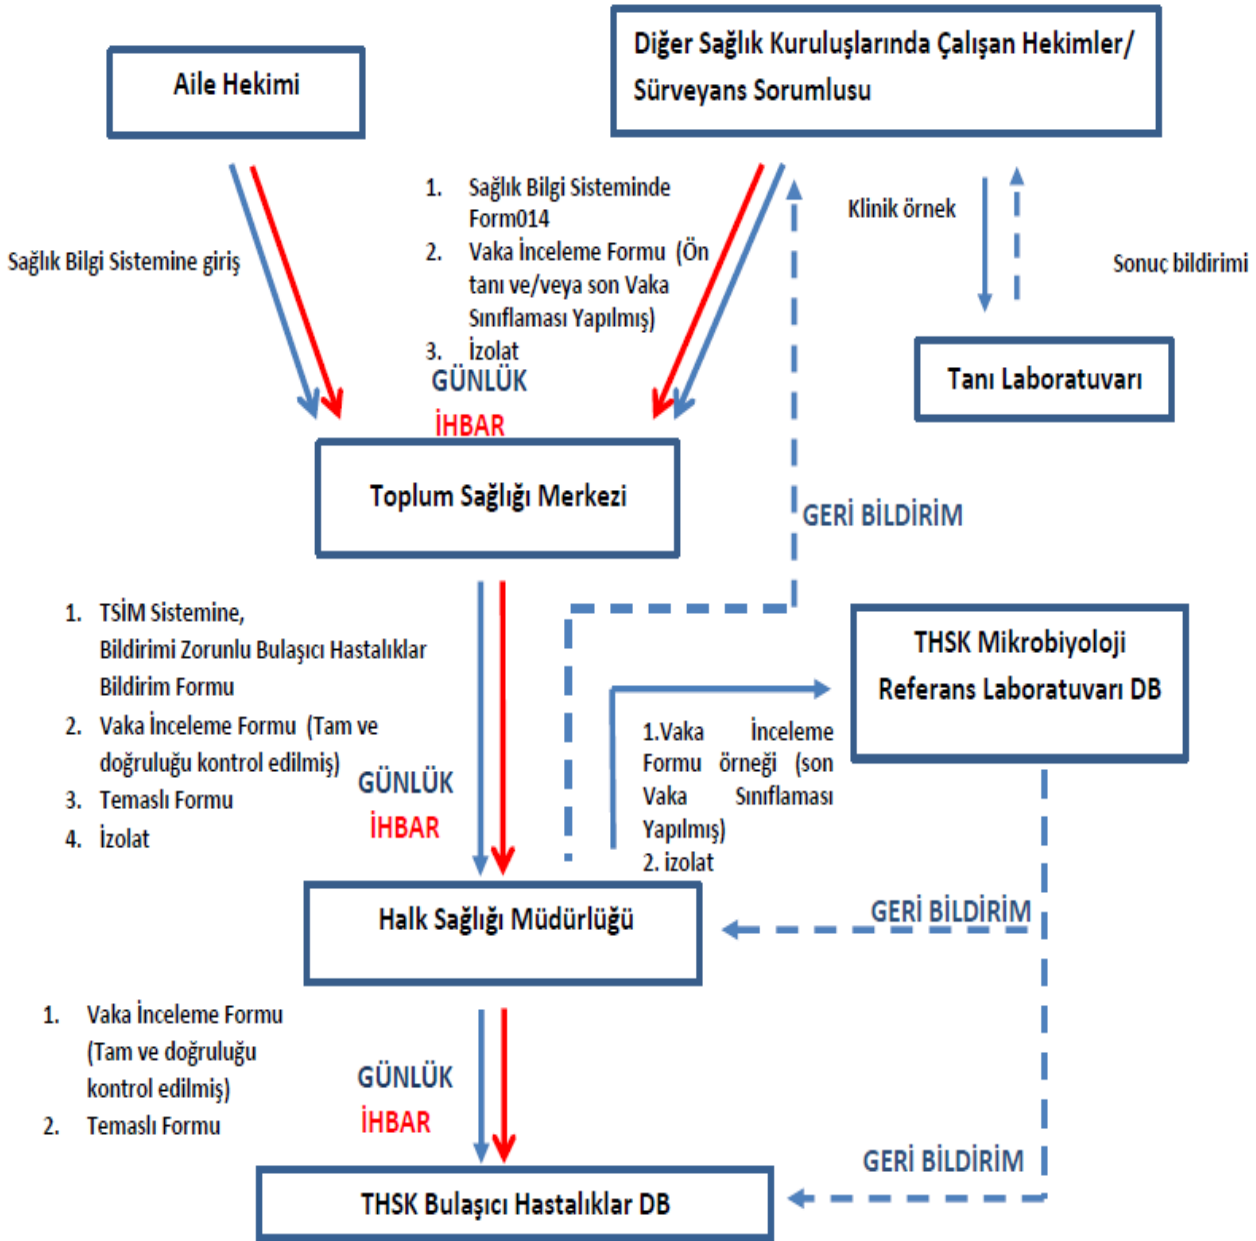 Aile Hekimi
Diğer Sağlık Kuruluşlarında Çalışan Hekimler/
Sürveyans Sorumlusu
Sağlık Bilgi Sistemine giriş
1. Sağlık Bilgi Sisteminde
Form014
2. Vaka İnceleme Formu (Ön
tanı ve/veya son Vaka
Sınıflaması Yapılmış)
3. İzolat
GÜNLÜK
İHBAR
Klinik örnek
Sonuç bildirimi
Tanı Laboratuvarı
Toplum Sağlığı Merkezi
GERİ BİLDİRİM
1. TSİM Sistemine,
Bildirimi Zorunlu Bulaşıcı Hastalıklar
Bildirim Formu
2. Vaka İnceleme Formu (Tam ve
doğruluğu kontrol edilmiş)
3. Temaslı Formu
4. İzolat
GÜNLÜK
İHBAR
THSK Mikrobiyoloji
Referans Laboratuvarı DB
1.Vaka İnceleme
Formu örneği (son
Vaka Sınıflaması
Yapılmış)
2. izolat
Halk Sağlığı Müdürlüğü
GERİ BİLDİRİM
1. Vaka İnceleme Formu
(Tam ve doğruluğu
kontrol edilmiş)
2. Temaslı Formu
GÜNLÜK
İHBAR
GERİ BİLDİRİM
THSK Bulaşıcı Hastalıklar DB